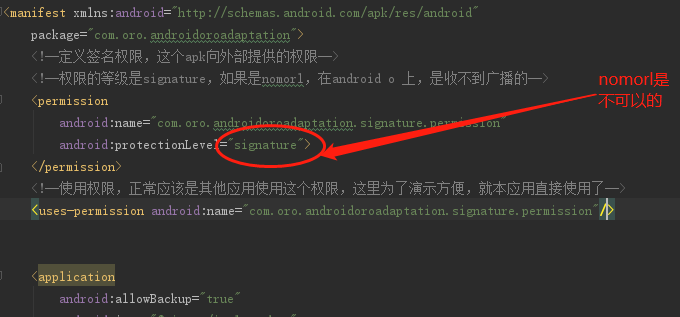 <manifest xmlns:android="http://schemas.android.com/apk/res/android"
package="com.oro.androidoroadaptation">
<!--定义签名权限，这个apk向外部提供的权限-->
<!--权限的等级是signature，如果是nomorl，在android o 上，是收不到广播的-->
<permission
android:name="com.oro.androidoroadaptation.signature.permission"
android:protectionLevel="signature">
</permission>
<!--使用权限，正常应该是其他应用使用这个权限，这里为了演示方便，就本应用直接使用了-->
<uses-permission android:name="com.oro.androidoroadaptation.signature.permission"/>
<application
android:allowBackup="true"
nomorl是
不可以的